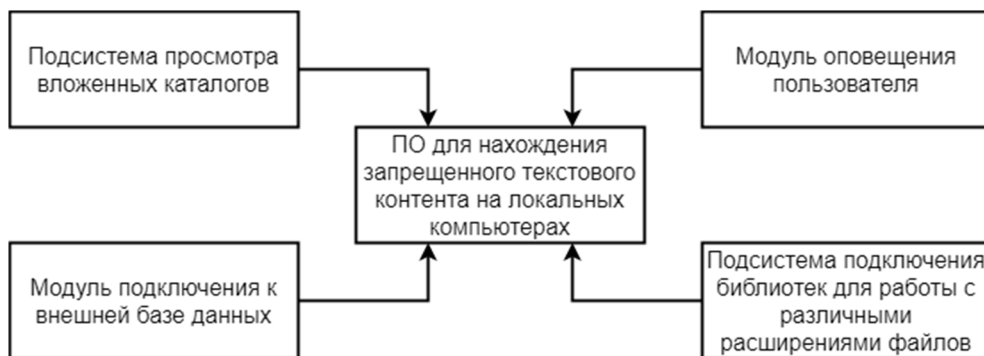 Подсистема просмотра
вложенных каталогов
Модуль оповещения
пользователя
ПО для нахождения
запрещенного текстового
контента на локальных
компьютерах
Модуль подключения к
внешней базе данных
Подсистема подключения
библиотек для работы с
различными
расширениями файлов